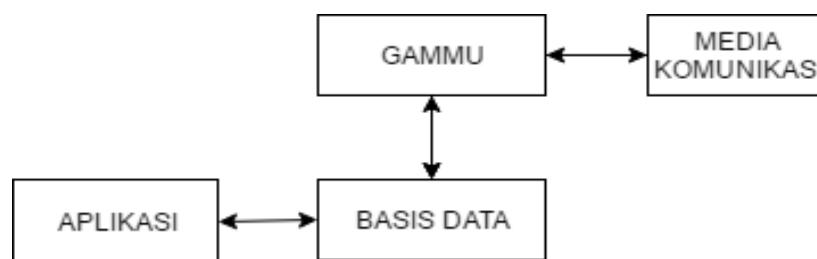 GAMMU
MEDIA
KOMUNIKAS
APLIKASI
BASIS DATA